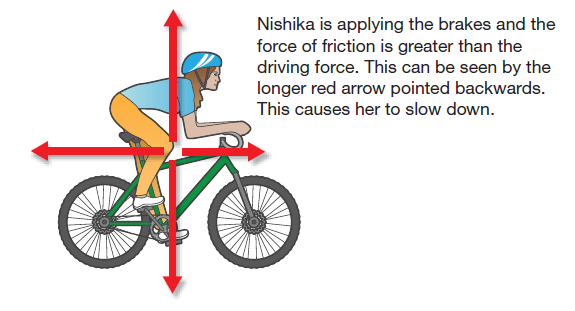 Nishika is applying the brakes and the
force of friction is greater than the
driving force. This can be seen by the
longer red arrow pointed backwards.
This causes her to slow down.